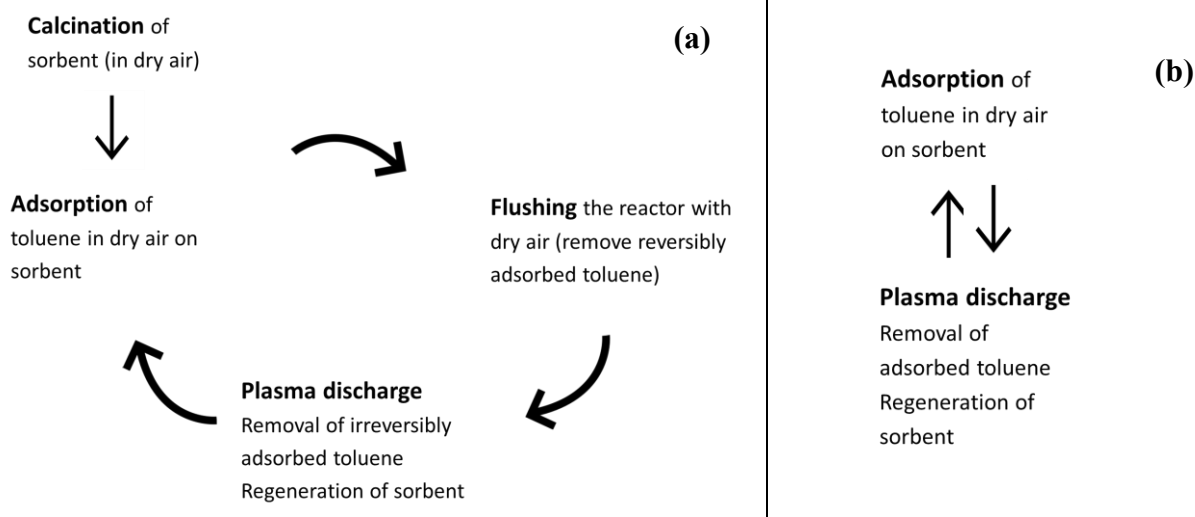 Calcination of
sorbent (in dry air)
(a)
Adsorption of
toluene in dry air on
sorbent
Flushing the reactor with
dry air (remove reversibly
adsorbed toluene)
Plasma discharge
Removal of irreversibly
adsorbed toluene
Regeneration of sorbent
(b)
Adsorption of
toluene in dry air
on sorbent
Plasma discharge
Removal of
adsorbed toluene
Regeneration of
sorbent